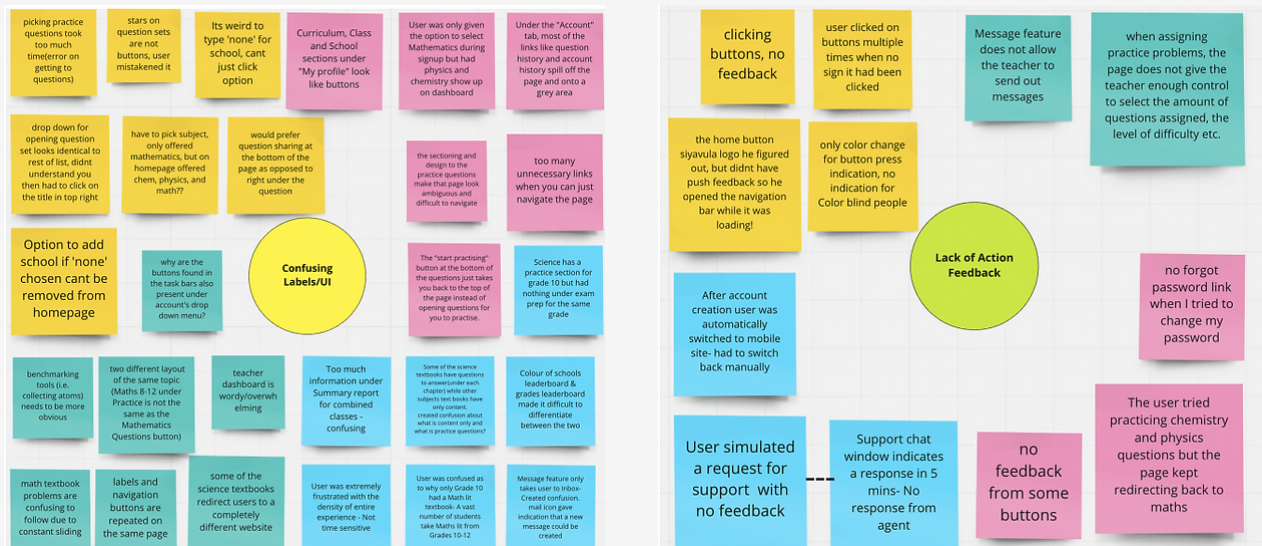 picking practice
questions took
too much
time(error on
getting to
questions)
stars on
question sets
are not
buttons, user
mistakened it
Its weird to
type 'none' for
school, cant
just click
option
Curriculum, Class
and School
sections under
"My profile" look
like buttons
User was only given
the option to select
Mathematics during
signup but had
physics and
chemistry show up
on dashboard
Under the "Account"
tab, most of the
links like question
history and account
history spill off the
page and onto a
grey area
drop down for
opening question
set looks identical to
rest of list, didnt
understand you
then had to click on
the title in top right
have to pick subject,
only offered
mathematics, but on
homepage offered
chem, physics, and
math??
would prefer
question sharing at
the bottom of the
page as opposed to
right under the
question
the sectioning and
design to the
practice questions
make that page look
ambiguous and
difficult to navigate
too many
unnecessary links
when you can just
navigate the page
Option to add
school if 'none'
chosen cant be
removed from
homepage
why are the
buttons found in
the task bars also
present under
account's drop
down menu?
Confusing
Labels/UI
The "start practising"
button at the bottom of
the questions just takes
you back to the top of
the page instead of
opening questions for
you to practise.
Science has a
practice section for
grade 10 but had
nothing under exam
prep for the same
grade
benchmarking
tools (i.e.
collecting atoms)
needs to be more
obvious
two different layout
of the same topic
(Maths 8-12 under
Practice is not the
same as the
Mathematics
Questions button)
teacher
dashboard is
wordy/overwh
elming
Too much
information under
Summary report
for combined
classes -
confusing
Some of the science
textbooks have questions
to answer(under each
chapter) while other
subjects text books have
only content.
created confusion about
what is content only and
what is practice questions?
Colour of schools
leaderboard &
grades leaderboard
made it difficult to
differentiate
between the two
math textbook
problems are
confusing to
follow due to
constant sliding
labels and
navigation
buttons are
repeated on
the same page
some of the
science textbooks
redirect users to a
completely
different website
User was extremely
frustrated with the
density of entire
experience - Not
time sensitive
User was confused as
to why only Grade 10
had a Math lit
textbook- A vast
number of students
take Maths lit from
Grades 10-12
Message feature
only takes user to Inbox-
Created confusion.
mail icon gave
indication that a
new message could be
created
clicking
buttons, no
feedback
user clicked on
buttons multiple
times when no
sign it had been
clicked
Message feature
does not allow
the teacher to
send out
messages
when assigning
practice problems, the
page does not give the
teacher enough control
to select the amount of
questions assigned, the
level of difficulty etc.
the home button
siyavula logo he figured
out, but didnt have
push feedback so he
opened the navigation
bar while it was
loading!
only color change
for button press
indication, no
indication for
Color blind people
Lack of Action
Feedback
After account
creation user was
automatically
switched to mobile
site- had to switch
back manually
no forgot
password link
when I tried to
change my
password
User simulated
a request for
support with
no feedback
Support chat
window indicates
a response in 5
mins- No
response from
agent
no
feedback
from some
buttons
The user tried
practicing chemistry
and physics
questions but the
page kept
redirecting back to
maths